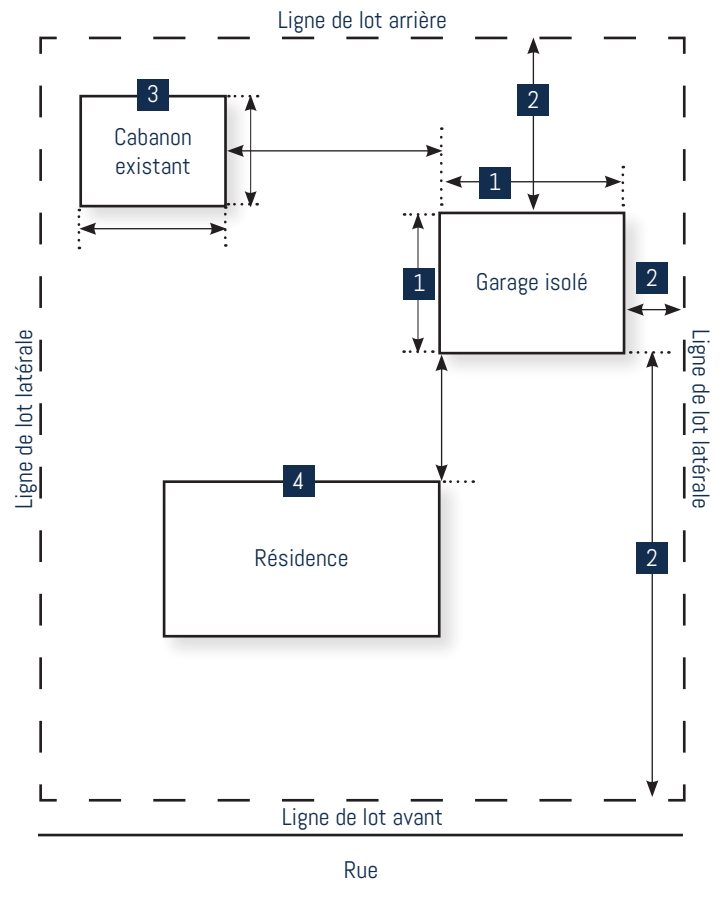 Ligne de lot arrière
3
2
Cabanon
existant
1
1
Garage isolé
2
Ligne de lot latérale
Ligne de lot latérale
4
Résidence
2
Ligne de lot avant
Rue